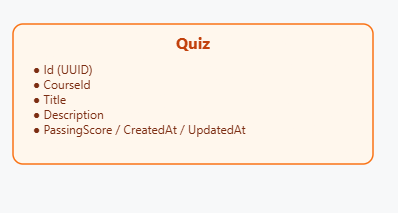 Quiz
● Id (UUID)
● CourseId
● Title
● Description
● PassingScore / CreatedAt / UpdatedAt